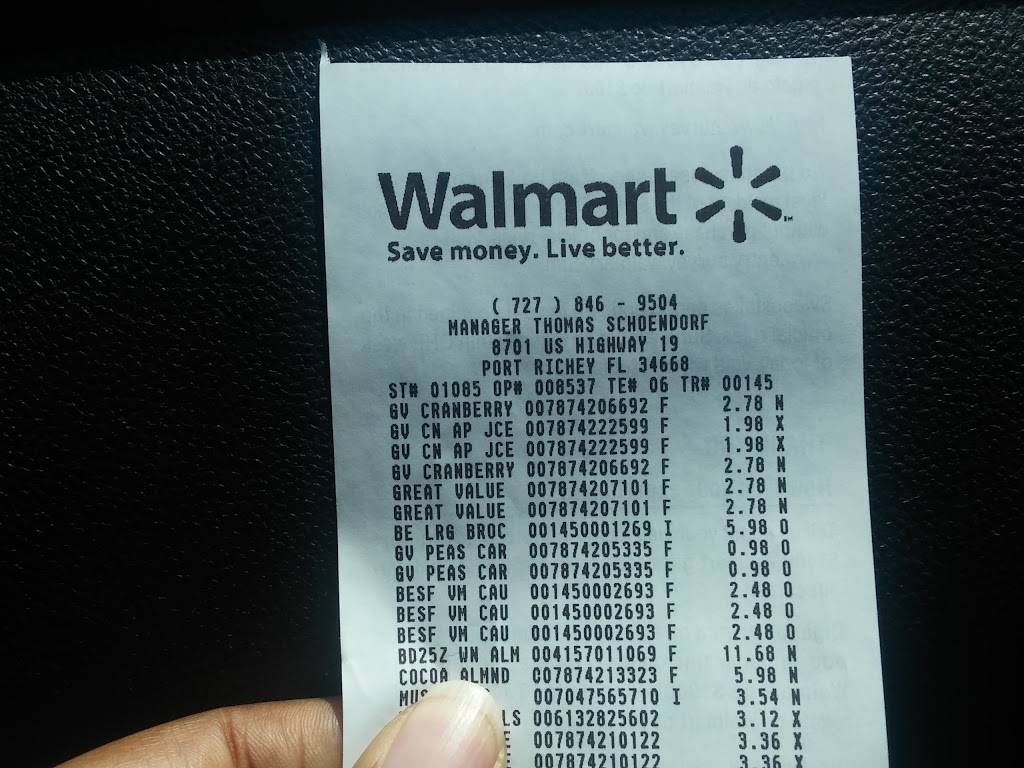 Walmart
Save money. Live better.
( 727 ) 846 - 9504
MANAGER THOMAS SCHOENDORF
8701 US HIGHWAY 19
PORT RICHEY FL 34668
ST# 01085 OP# 008537 TE# 06 TR# 00145
GV CRANBERRY 007874206692 F 2.78 N
GV CN AP JCE 007874222599 F 1.98 X
GV CN AP JCE 007874222599 F 1.98 X
GV CRANBERRY 007874206692 F 2.78 N
GREAT VALUE 007874207101 F 2.78 N
GREAT VALUE 007874207101 F 2.78 N
BE LRG BROC 001450001269 I 5.98 O
GV PEAS CAR 007874205335 F 0.98 O
GV PEAS CAR 007874205335 F 0.98 O
BESF VM CAU 001450002693 F 2.48 O
BESF VM CAU 001450002693 F 2.48 O
BESF VM CAU 001450002693 F 2.48 O
BD25Z WN ALM 004157011069 F 11.68 N
COCOA ALMND 007874213323 F 5.98 N
007047565710 I 3.54 N
LS 006132825602 3.12 X
007874210122 3.36 X
007874210122 3.36 X